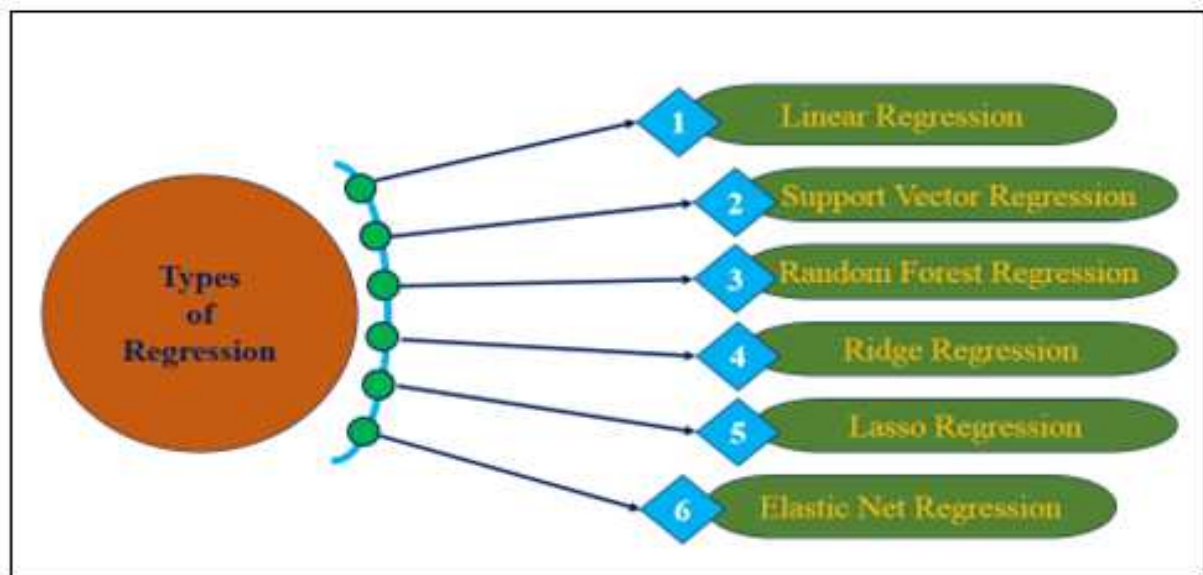 Types
of
Regression
1 Linear Regression
2 Support Vector Regression
3 Random Forest Regression
4 Ridge Regression
5 Lasso Regression
6 Elastic Net Regression